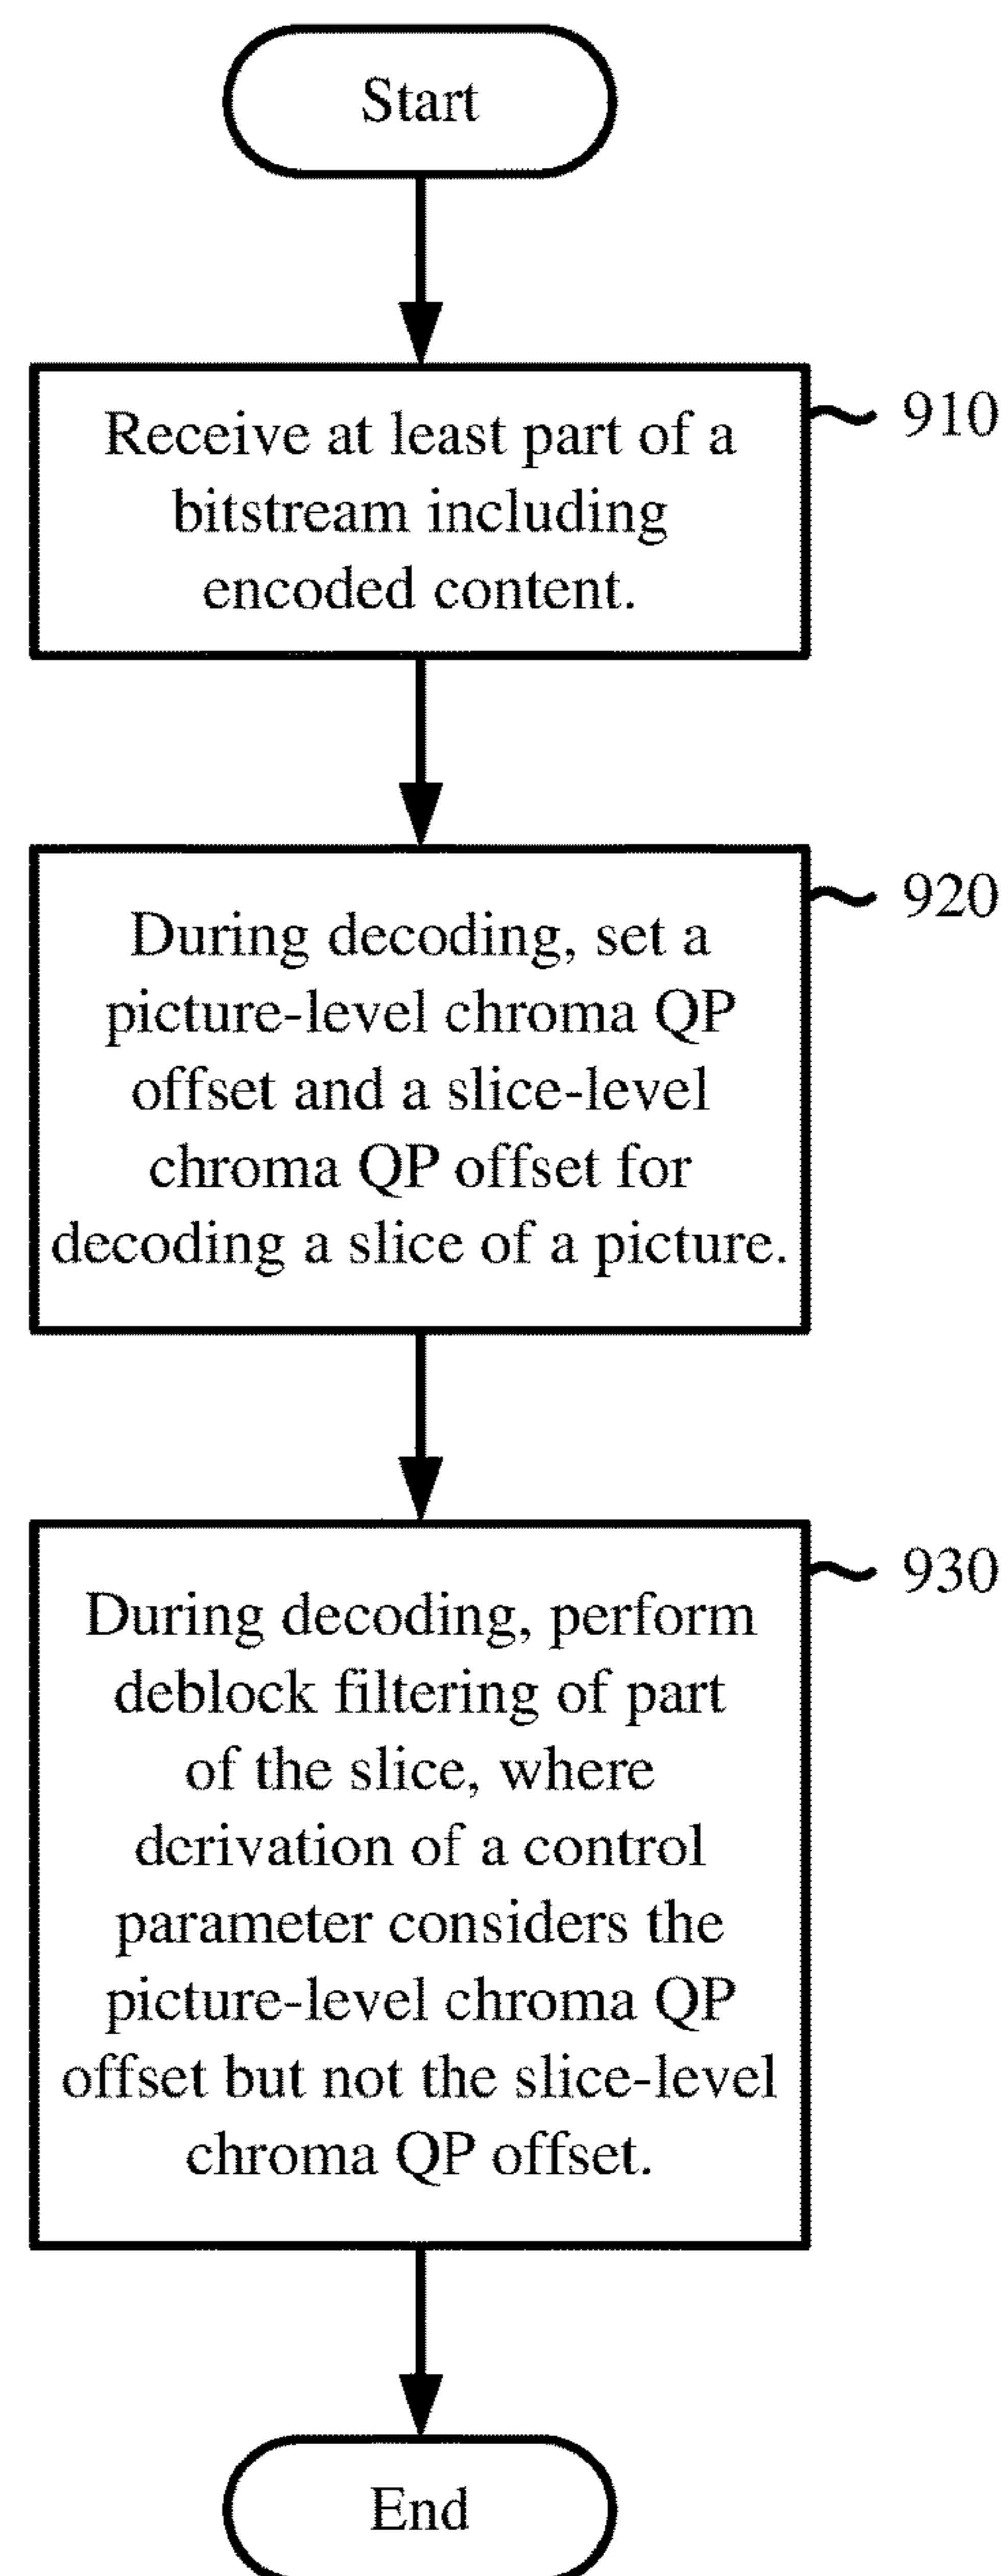 Start
Receive at least part of a
bitstream including
encoded content.
910
During decoding, set a
picture-level chroma QP
offset and a slice-level
chroma QP offset for
decoding a slice of a picture.
920
During decoding, perform
deblock filtering of part
of the slice, where
derivation of a control
parameter considers the
picture-level chroma QP
offset but not the slice-level
chroma QP offset.
930
End